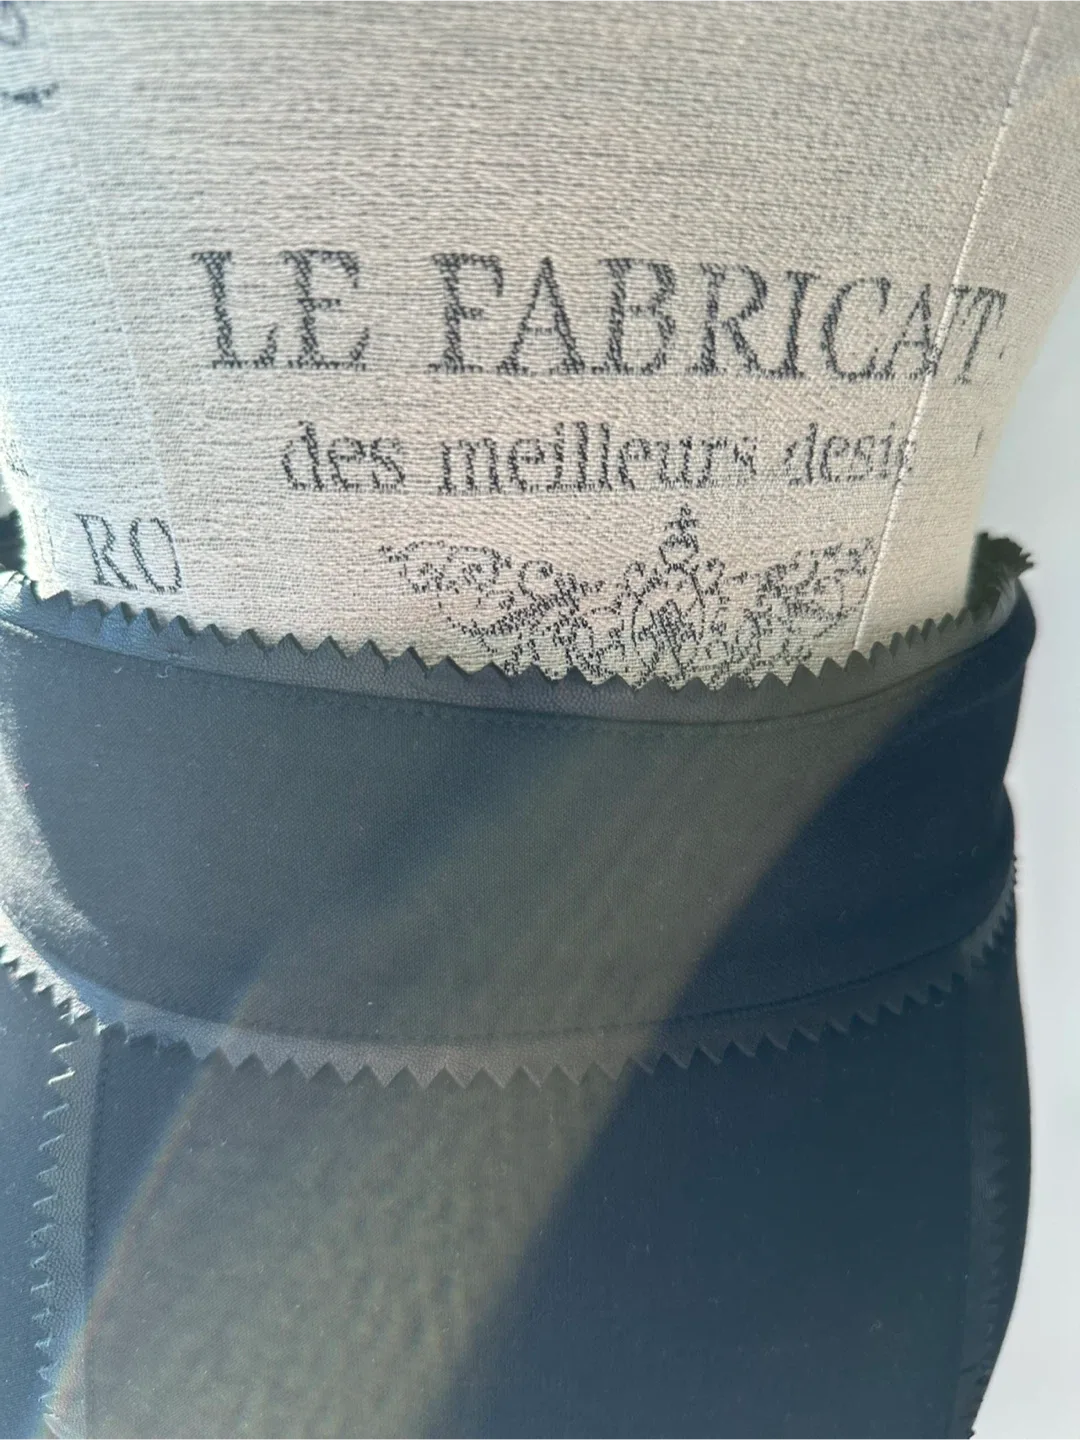 LE FABRICAT
des meilleurs
RO